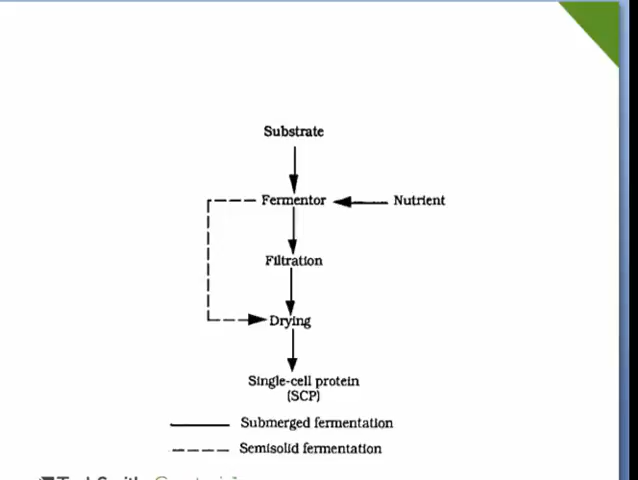 Substrate
Fermentor
Nutrient
Filtration
Drying
Single-cell protein
(SCP)
Submerged fermentation
Semisolid fermentation